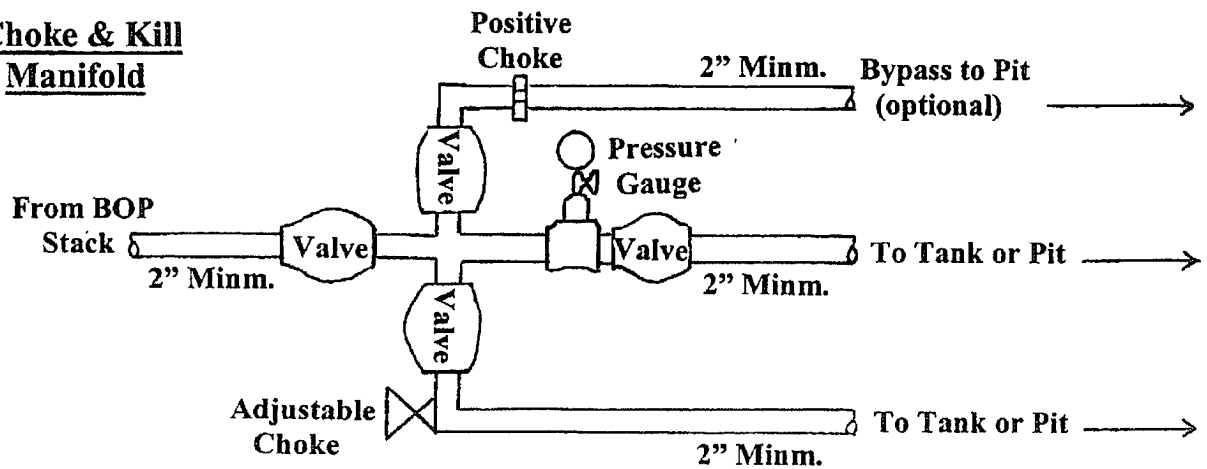 Choke & Kill
Manifold
Positive
Choke
2” Minm.
Bypass to Pit
(optional)
Valve
Pressure
Gauge
From BOP
Stack
Valve
Valve
To Tank or Pit
2” Minm.
2” Minm.
Valve
Adjustable
Choke
To Tank or Pit
2” Minm.